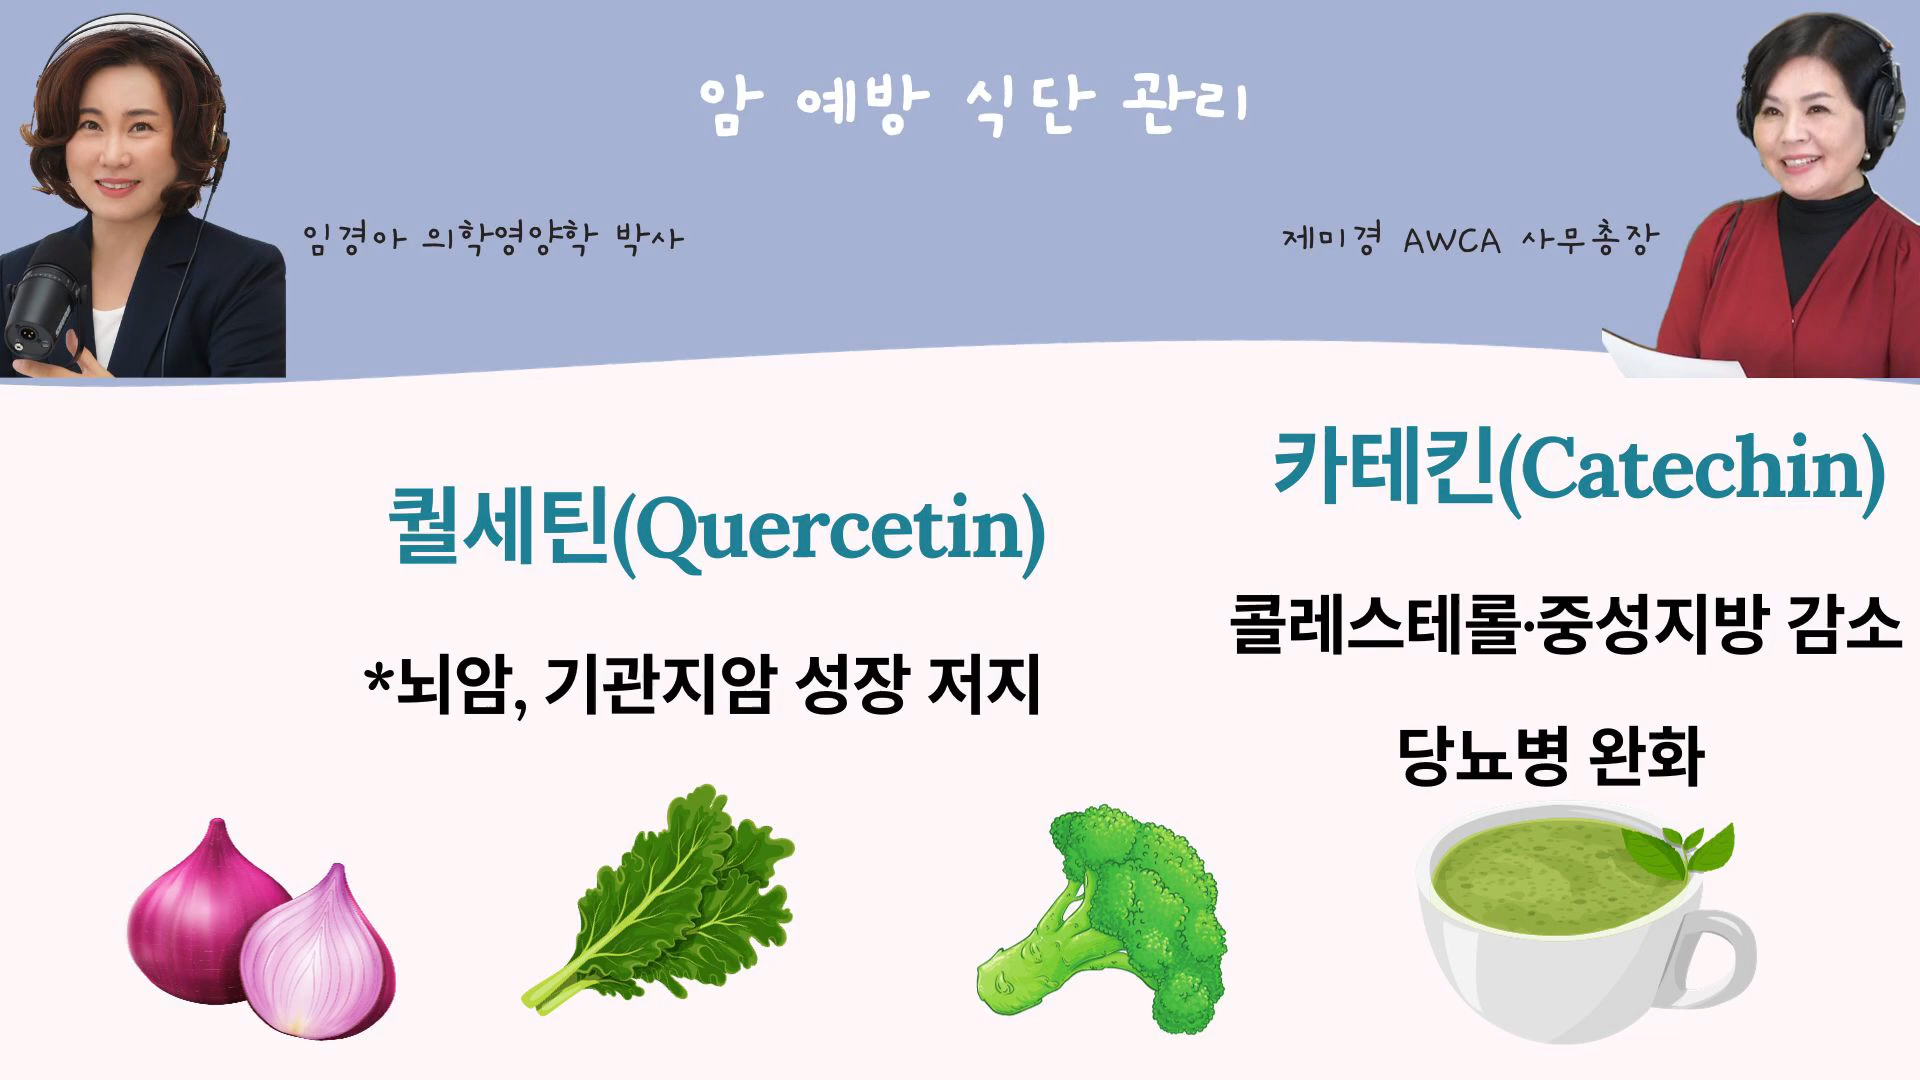 암 예방 식단 관리
임경아 의학영양학 박사
제미경 AWCA 사무총장
퀄세틴(Quercetin)
*뇌암, 기관지암 성장 저지
카테킨(Catechin)
콜레스테롤·중성지방 감소
당뇨병 완화